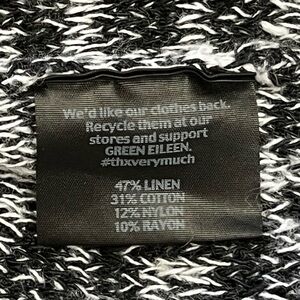 We'd like our clothes back.
Recycle them at our
stores and support
GREEN EILEEN.
#thxverymuch
47% LINEN
31% COTTON
12% NYLON
10% RAYON